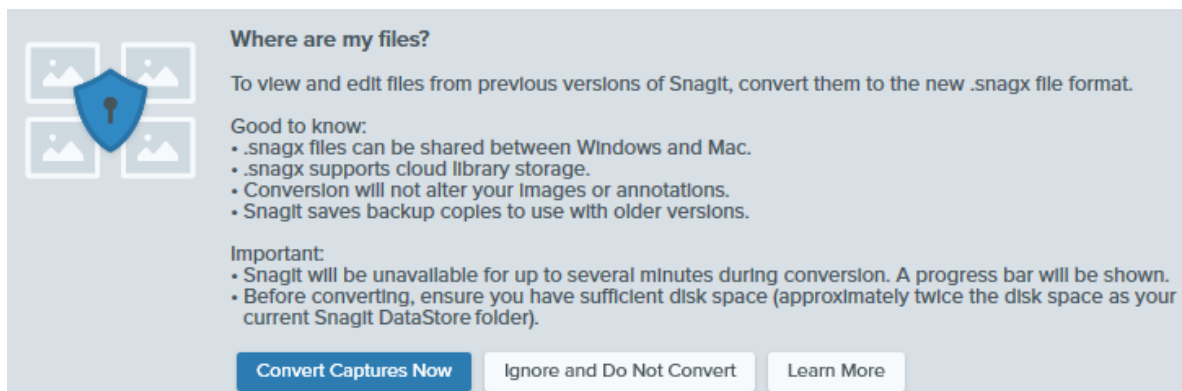 Where are my files?
To view and edit files from previous versions of Snagit, convert them to the new .snagx file format.
Good to know:
• .snagx files can be shared between Windows and Mac.
• .snagx supports cloud library storage.
• Conversion will not alter your images or annotations.
• Snagit saves backup copies to use with older versions.
Important:
• Snagit will be unavailable for up to several minutes during conversion. A progress bar will be shown.
• Before converting, ensure you have sufficient disk space (approximately twice the disk space as your
current Snagit DataStore folder).
Convert Captures Now Ignore and Do Not Convert Learn More